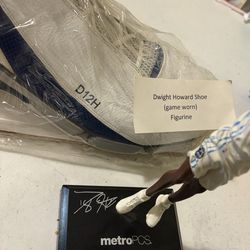 D12H
Dwight Howard Shoe
(game worn)
Figurine
metroPCS.